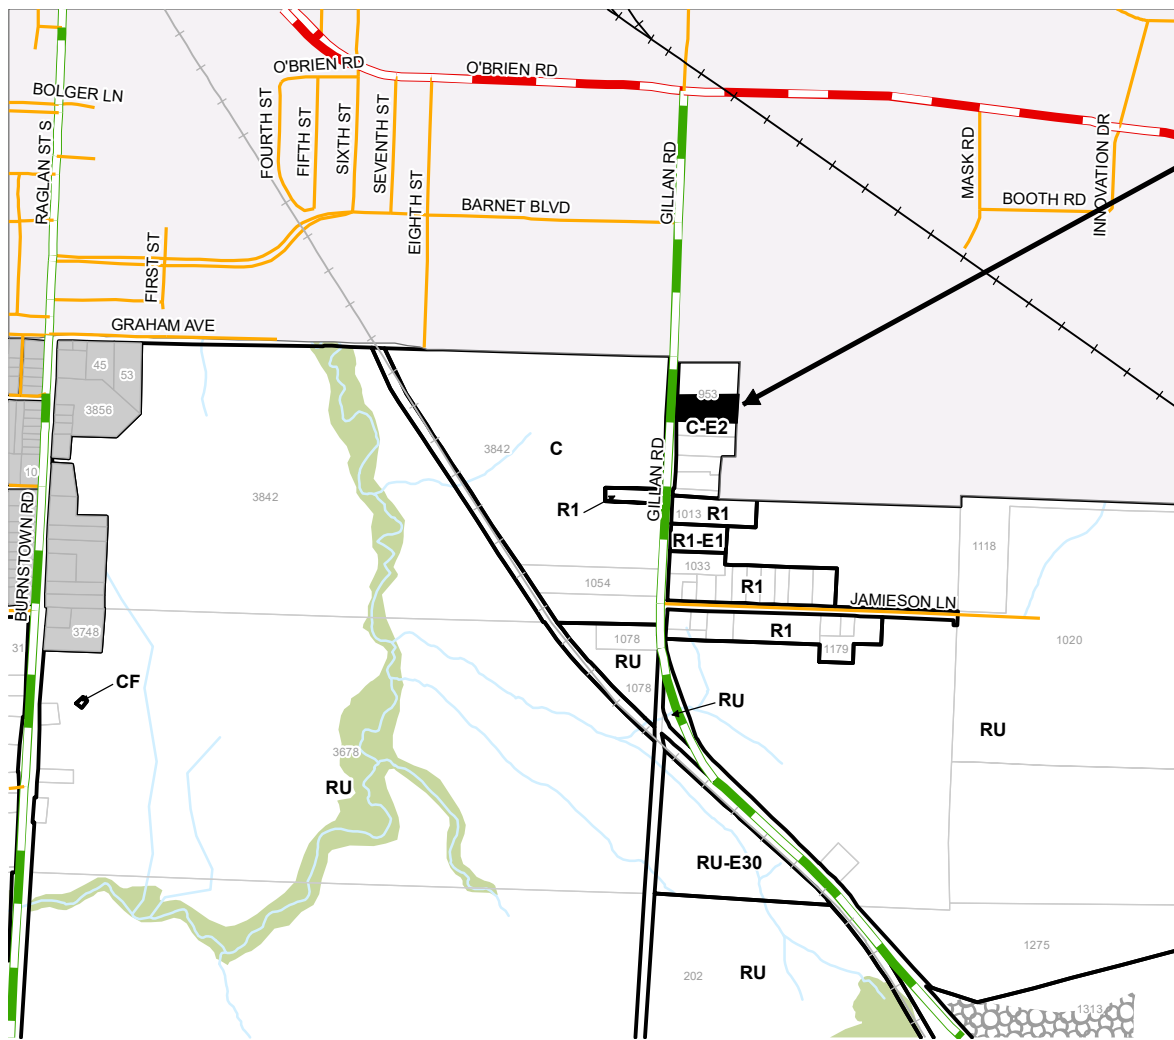 O'BRIEN RD
O'BRIEN RD
BOLGER LN
RAGLAN ST S
FOURTH ST
FIFTH ST
SIXTH ST
SEVENTH ST
EIGHTH ST
GILLAN RD
MASK RD
INNOVATION DR
BOOTH RD
BARNET BLVD
FIRST ST
GRAHAM AVE
45
53
3856
953
C-E2
3842
C
3842
10
GILLAN RD
R1
1013
R1
R1-E1
1033
1118
BURNSTOWN RD
1054
R1
JAMIESON LN
3748
31
1078
R1
1179
1020
RU
1078
CF
RU
RU
3678
RU
RU-E30
202
RU
1275
1313